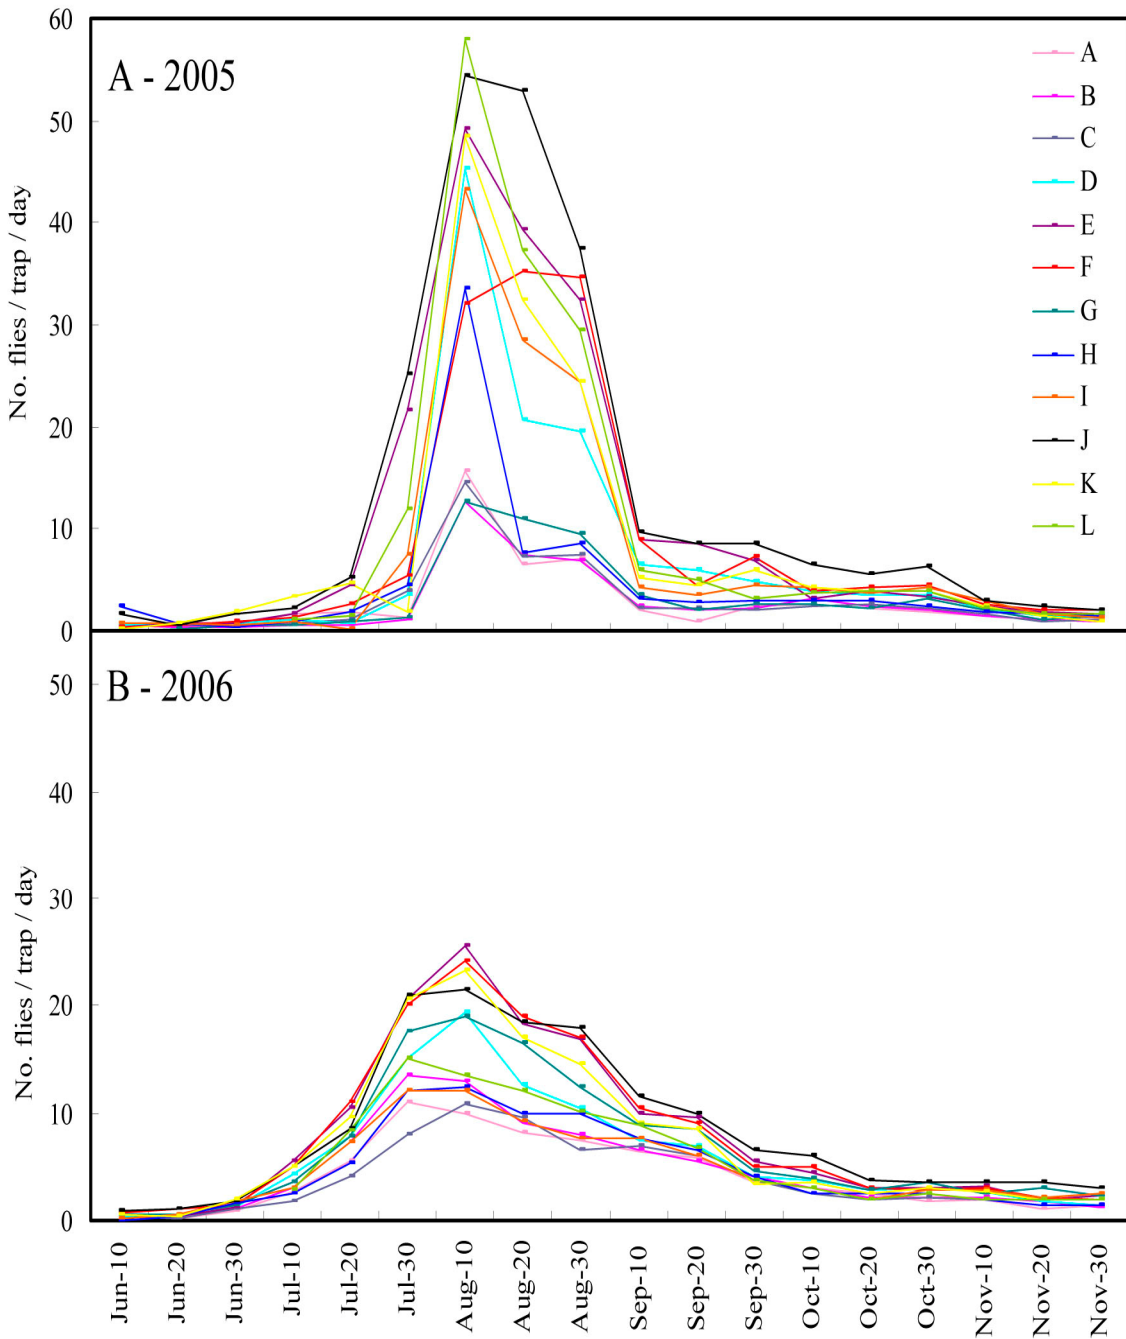 A - 2005
No. flies / trap / day
60
50
40
30
20
10
0
A
B
C
D
E
F
G
H
I
J
K
L
B - 2006
No. flies / trap / day
50
40
30
20
10
0
Jun-10
Jun-20
Jun-30
Jul-10
Jul-20
Jul-30
Aug-10
Aug-20
Aug-30
Sep-10
Sep-20
Sep-30
Oct-10
Oct-20
Oct-30
Nov-10
Nov-20
Nov-30